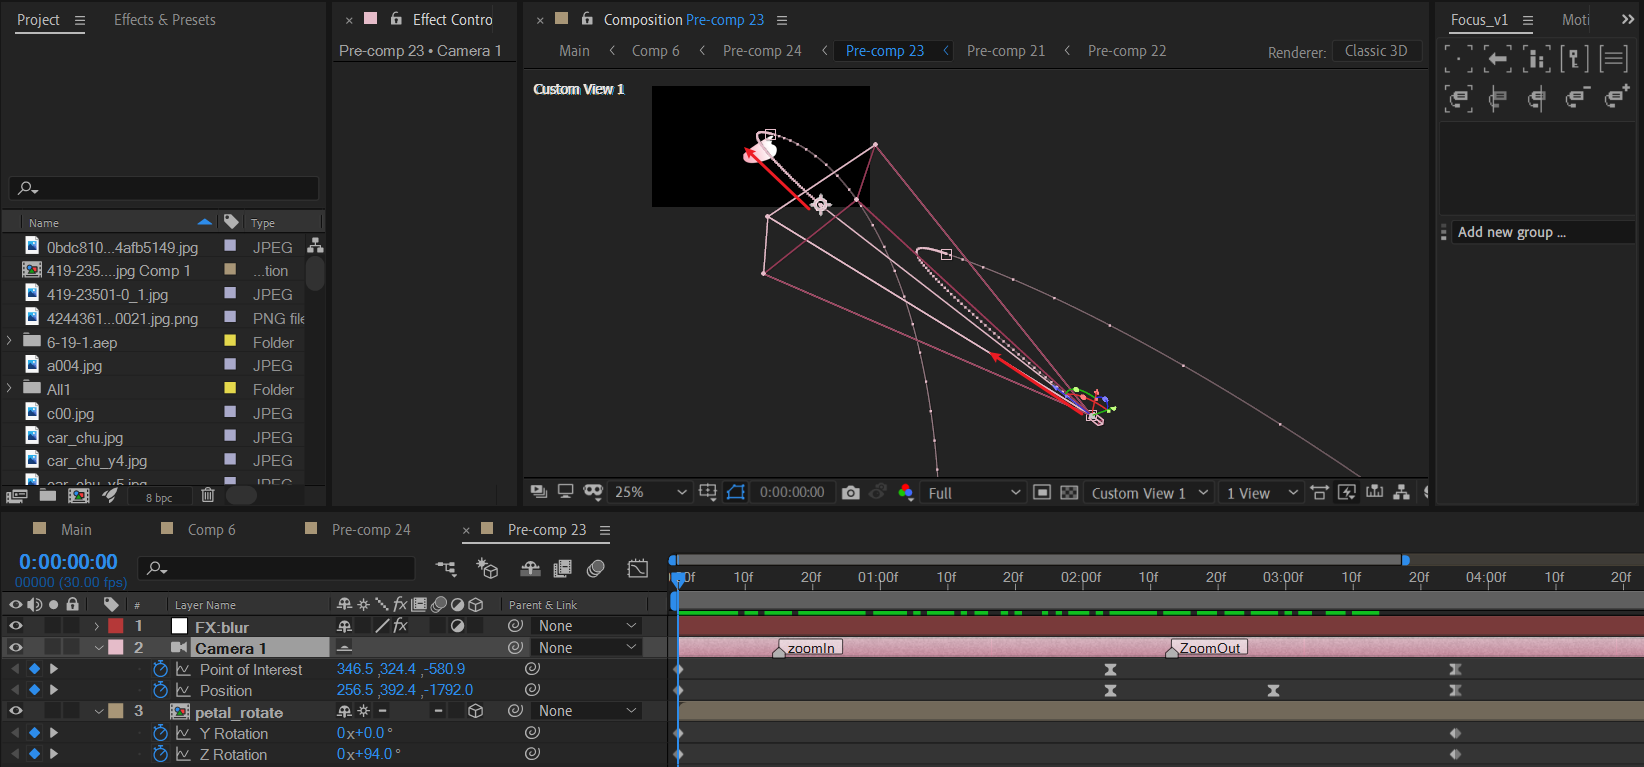 Project
Effects & Presets
Effect Contro
Composition Pre-comp 23
Focus_v1
Moti
Pre-comp 23 • Camera 1
Main
Comp 6
Pre-comp 24
Pre-comp 23
Pre-comp 21
Pre-comp 22
Renderer:
Classic 3D
Custom View 1
Name
Type
0bdc810...4afb5149.jpg
JPEG
419-235....jpg Comp 1
...tion
419-23501-0_1.jpg
JPEG
4244361...0021.jpg.png
PNG file
6-19-1.aep
Folder
a004.jpg
JPEG
All1
Folder
c00.jpg
JPEG
car_chu.jpg
JPEG
car_chu_y4.jpg
JPEG
car_chu_y5.jpg
JPEG
Add new group ...
8 bpc
25%
0:00:00:00
Full
Custom View 1
1 View
Main
Comp 6
Pre-comp 24
Pre-comp 23
0:00:00:00
00000 (30.00 fps)
10f
20f
01:00f
10f
20f
02:00f
10f
20f
03:00f
10f
20f
04:00f
10f
20f
#
Layer Name
fx
Parent & Link
1
FX:blur
fx
None
2
Camera 1
None
zoomIn
ZoomOut
Point of Interest
346.5 ,324.4 ,-580.9
Position
256.5 ,392.4 ,-1792.0
3
petal_rotate
None
Y Rotation
0x+0.0°
Z Rotation
0x+94.0°